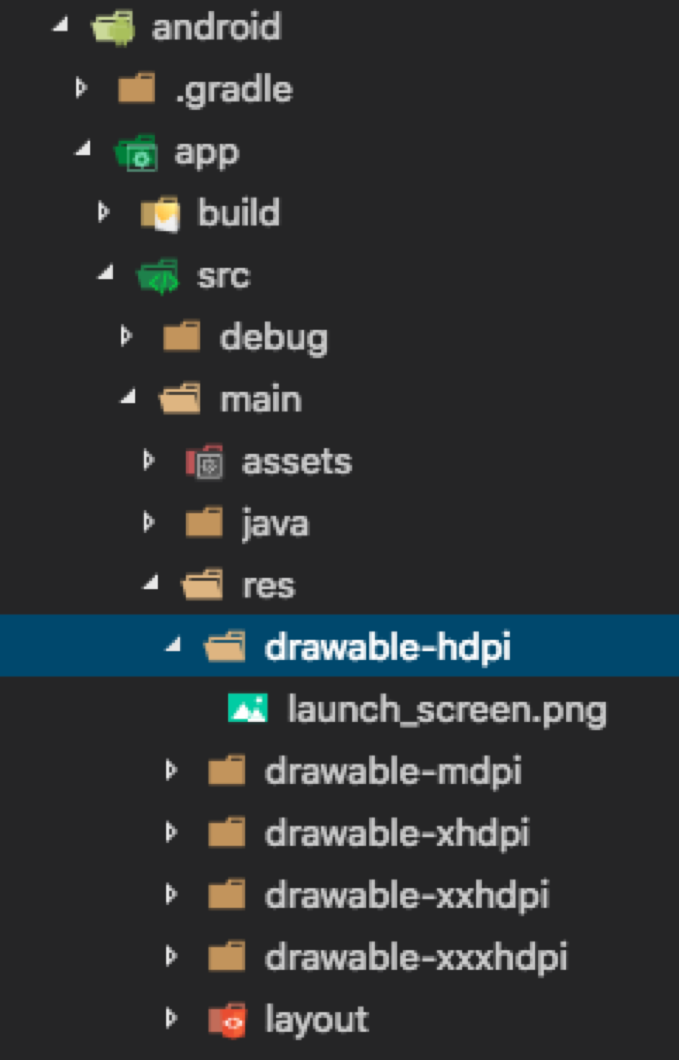 android
.gradle
app
build
src
debug
main
assets
java
res
drawable-hdpi
launch_screen.png
drawable-mdpi
drawable-xhdpi
drawable-xxhdpi
drawable-xxxhdpi
layout